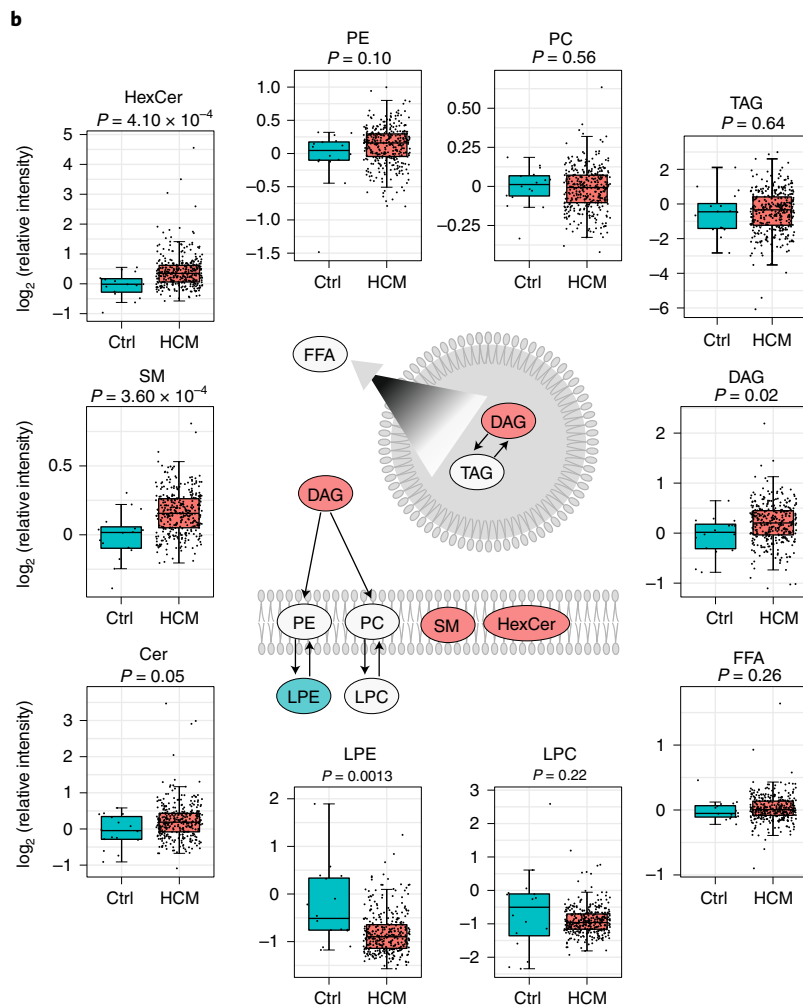 b
PE
P = 0.10
1.0
0.5
0
−0.5
−1.0
−1.5
Ctrl
HCM
PC
P = 0.56
0.50
0.25
0
−0.25
Ctrl
HCM
HexCer
P = 4.10 × 10⁻⁴
log₂ (relative intensity)
5
4
3
2
1
0
−1
Ctrl
HCM
TAG
P = 0.64
2
0
−2
−4
−6
Ctrl
HCM
FFA
DAG
TAG
SM
P = 3.60 × 10⁻⁴
log₂ (relative intensity)
0.5
0
Ctrl
HCM
DAG
DAG
P = 0.02
2
1
0
−1
Ctrl
HCM
PE
PC
SM
HexCer
LPE
LPC
Cer
P = 0.05
log₂ (relative intensity)
3
2
1
0
−1
Ctrl
HCM
FFA
P = 0.26
1
0
−1
Ctrl
HCM
LPE
P = 0.0013
2
1
0
−1
Ctrl
HCM
LPC
P = 0.22
3
2
1
0
−1
−2
Ctrl
HCM